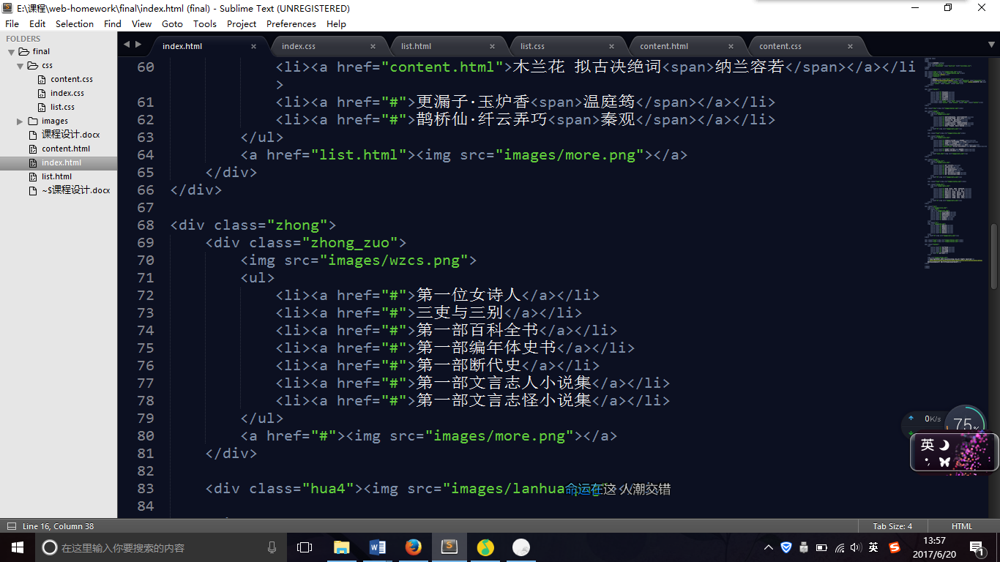 E:\课程\web-homework\final\index.html (final) - Sublime Text (UNREGISTERED)
File Edit Selection Find View Goto Tools Project Preferences Help
FOLDERS
final
css
content.css
index.css
list.css
images
课程设计.docx
content.html
index.html
list.html
~$课程设计.docx
index.html × index.css × list.html × list.css × content.html × content.css ×
60 <li><a href="content.html">木兰花 拟古决绝词<span>纳兰容若</span></a></li
>
61 <li><a href="#">更漏子·玉炉香<span>温庭筠</span></a></li>
62 <li><a href="#">鹊桥仙·纤云弄巧<span>秦观</span></a></li>
63 </ul>
64 <a href="list.html"><img src="images/more.png"></a>
65 </div>
66 </div>
67
68 <div class="zhong">
69 <div class="zhong_zuo">
70 <img src="images/wzcs.png">
71 <ul>
72 <li><a href="#">第一位女诗人</a></li>
73 <li><a href="#">三吏与三别</a></li>
74 <li><a href="#">第一部百科全书</a></li>
75 <li><a href="#">第一部编年体史书</a></li>
76 <li><a href="#">第一部断代史</a></li>
77 <li><a href="#">第一部文言志人小说集</a></li>
78 <li><a href="#">第一部文言志怪小说集</a></li>
79 </ul>
80 <a href="#"><img src="images/more.png"></a>
81 </div>
82
83 <div class="hua4"><img src="images/lanhua
命运在这 人潮交错
84
0K/s
75%
英
Line 16, Column 38
Tab Size: 4
HTML
在这里输入你要搜索的内容
英
13:57
2017/6/20
1